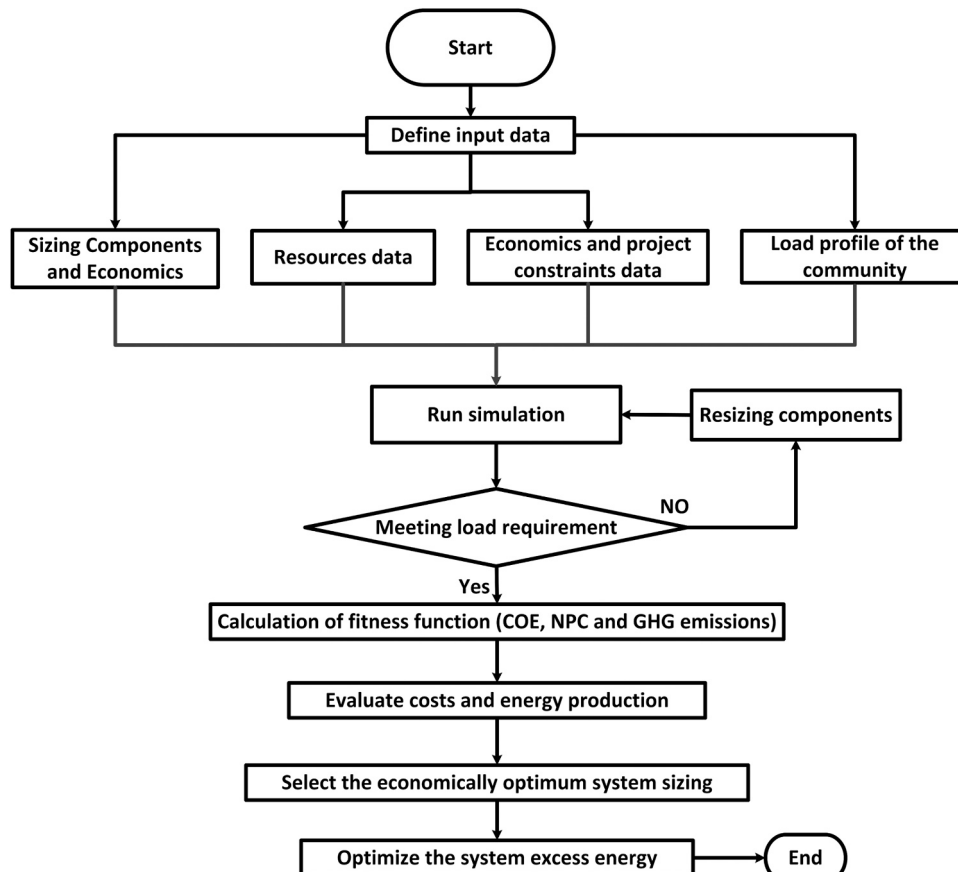 Start
Define input data
Sizing Components
and Economics
Resources data
Economics and project
constraints data
Load profile of the
community
Run simulation
Resizing components
Meeting load requirement
NO
Yes
Calculation of fitness function (COE, NPC and GHG emissions)
Evaluate costs and energy production
Select the economically optimum system sizing
Optimize the system excess energy
End